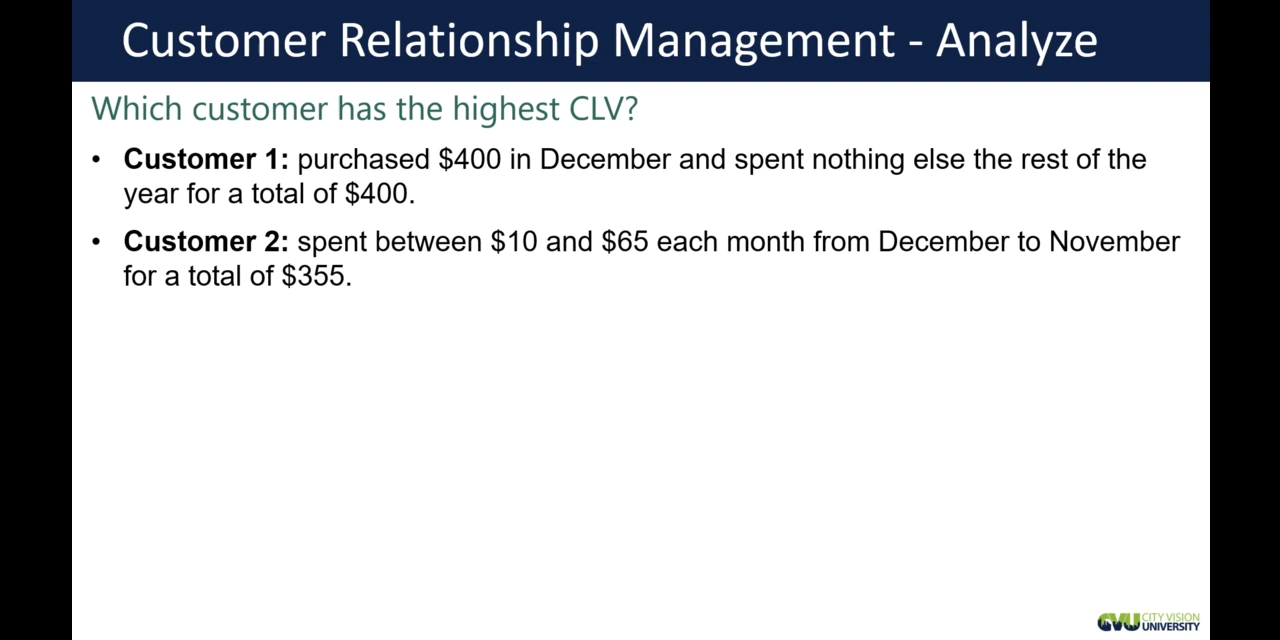 Customer Relationship Management - Analyze
Which customer has the highest CLV?
• Customer 1: purchased $400 in December and spent nothing else the rest of the
year for a total of $400.
• Customer 2: spent between $10 and $65 each month from December to November
for a total of $355.
CVU CITY VISION
UNIVERSITY